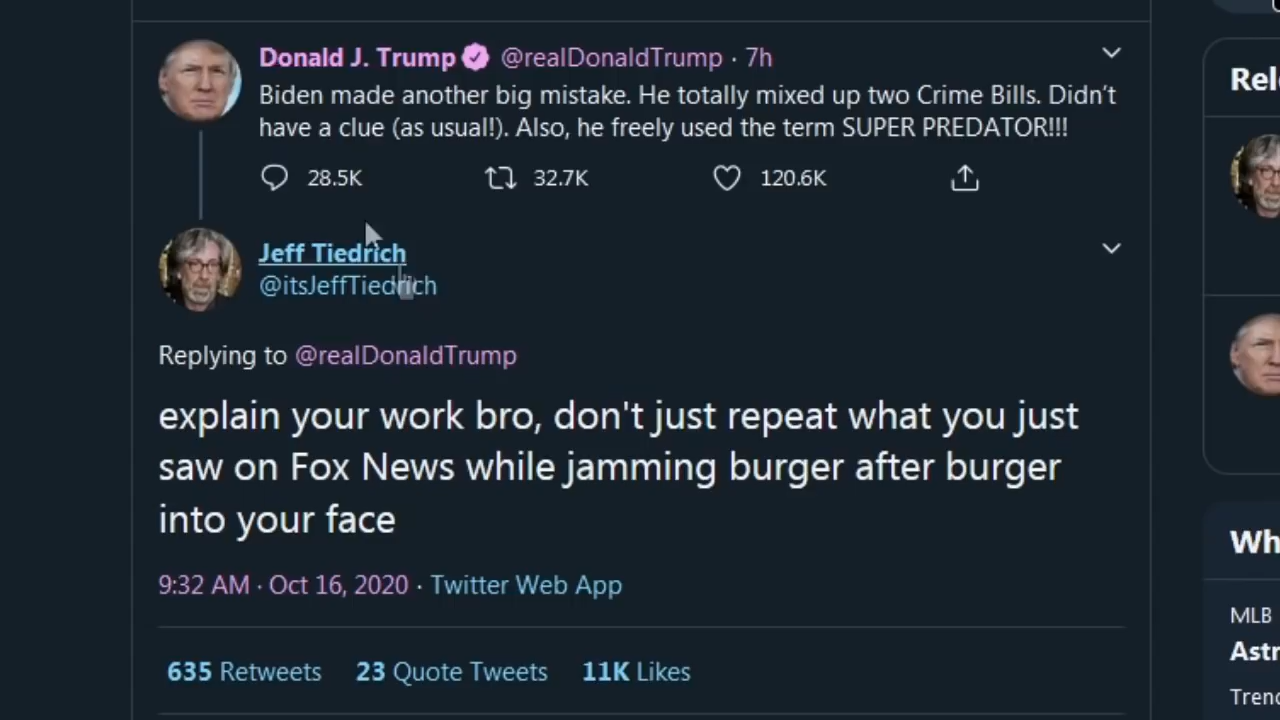 Donald J. Trump @realDonaldTrump · 7h
Biden made another big mistake. He totally mixed up two Crime Bills. Didn't
have a clue (as usual!). Also, he freely used the term SUPER PREDATOR!!!
28.5K 32.7K 120.6K
Jeff Tiedrich
@itsJeffTiedrich
Replying to @realDonaldTrump
explain your work bro, don't just repeat what you just
saw on Fox News while jamming burger after burger
into your face
9:32 AM · Oct 16, 2020 · Twitter Web App
635 Retweets 23 Quote Tweets 11K Likes
Rel
Wh
MLB
Astr
Trend